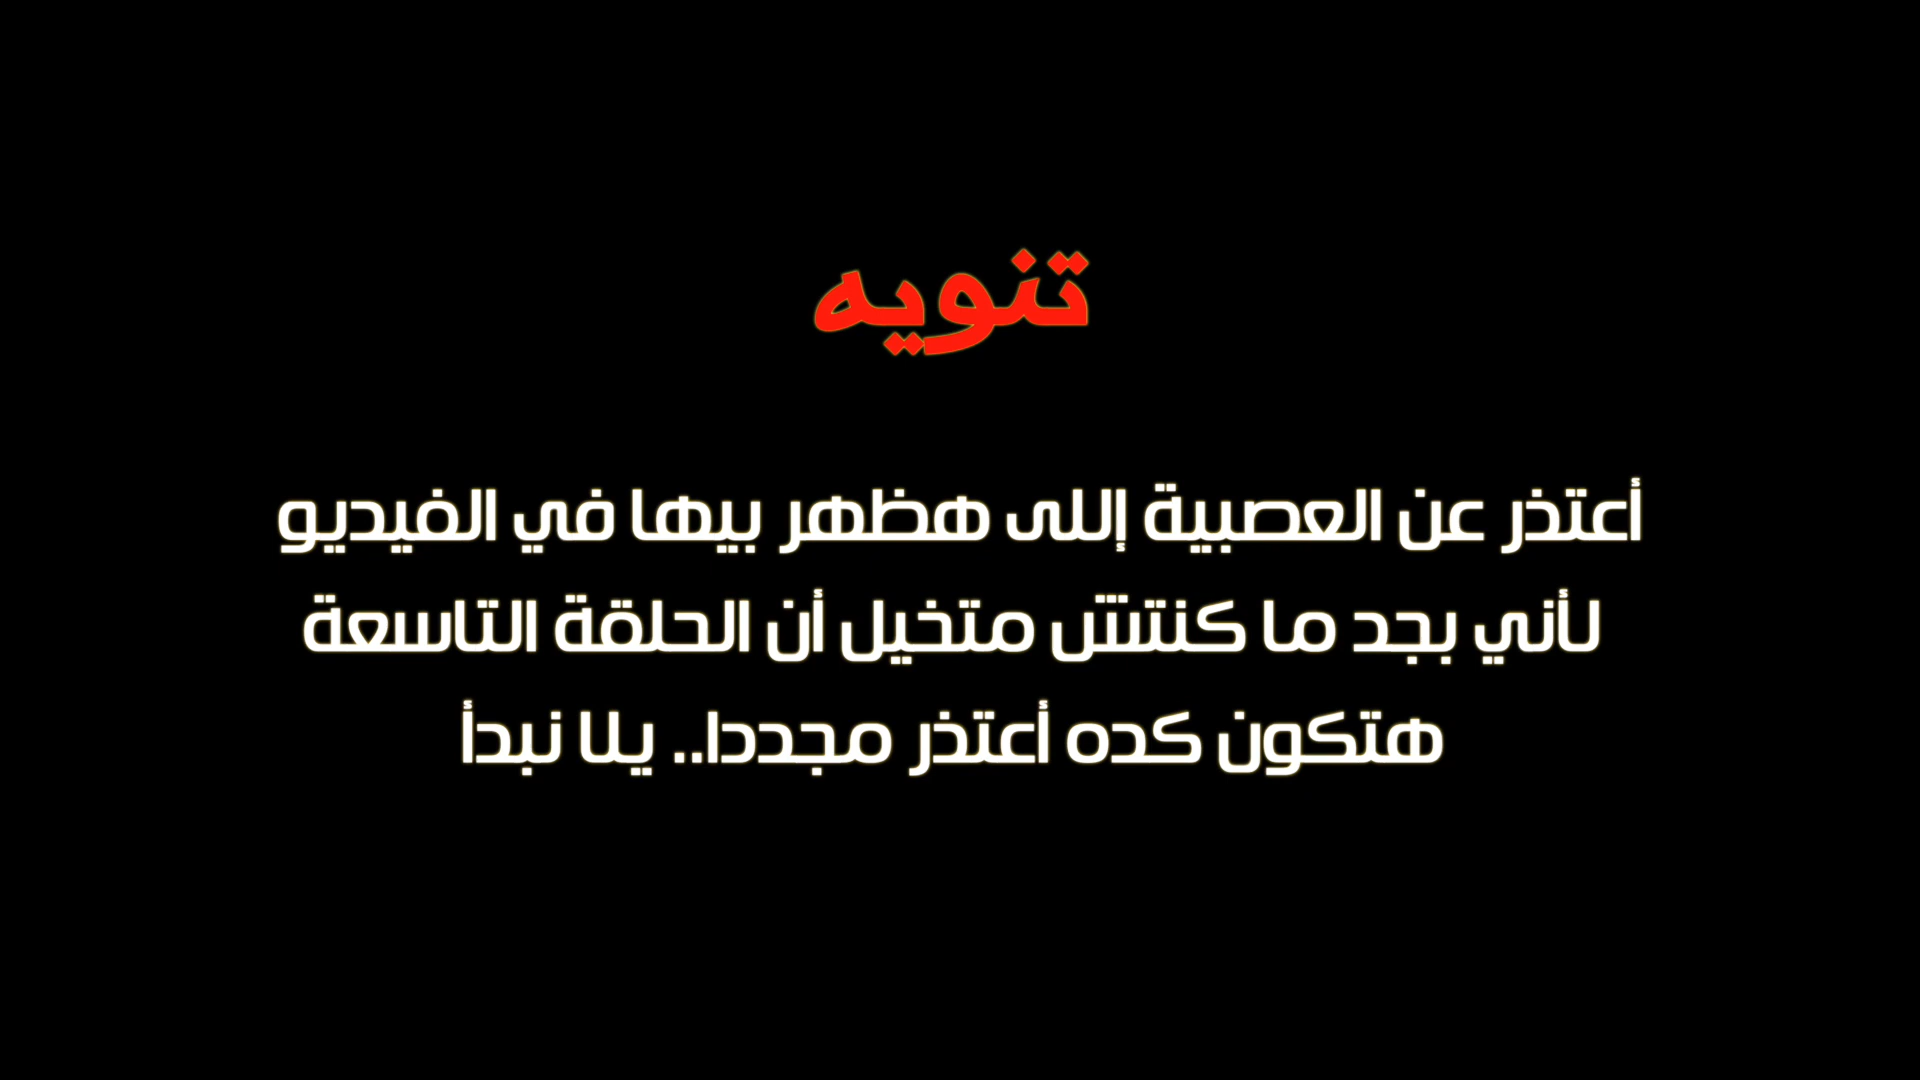 تنويه
أعتذر عن العصبية إللى هظهر بيها في الفيديو
لأني بجد ما كنتش متخيل أن الحلقة التاسعة
هتكون كده أعتذر مجددا.. يلا نبدأ